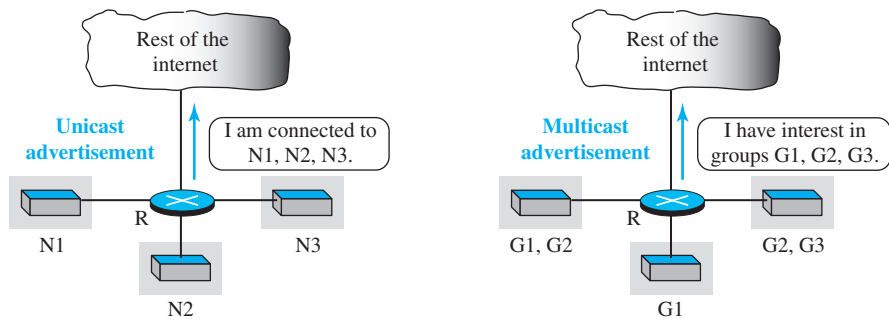 Rest of the
internet
Unicast
advertisement
I am connected to
N1, N2, N3.
R
N1
N3
N2
Rest of the
internet
Multicast
advertisement
I have interest in
groups G1, G2, G3.
R
G1, G2
G2, G3
G1